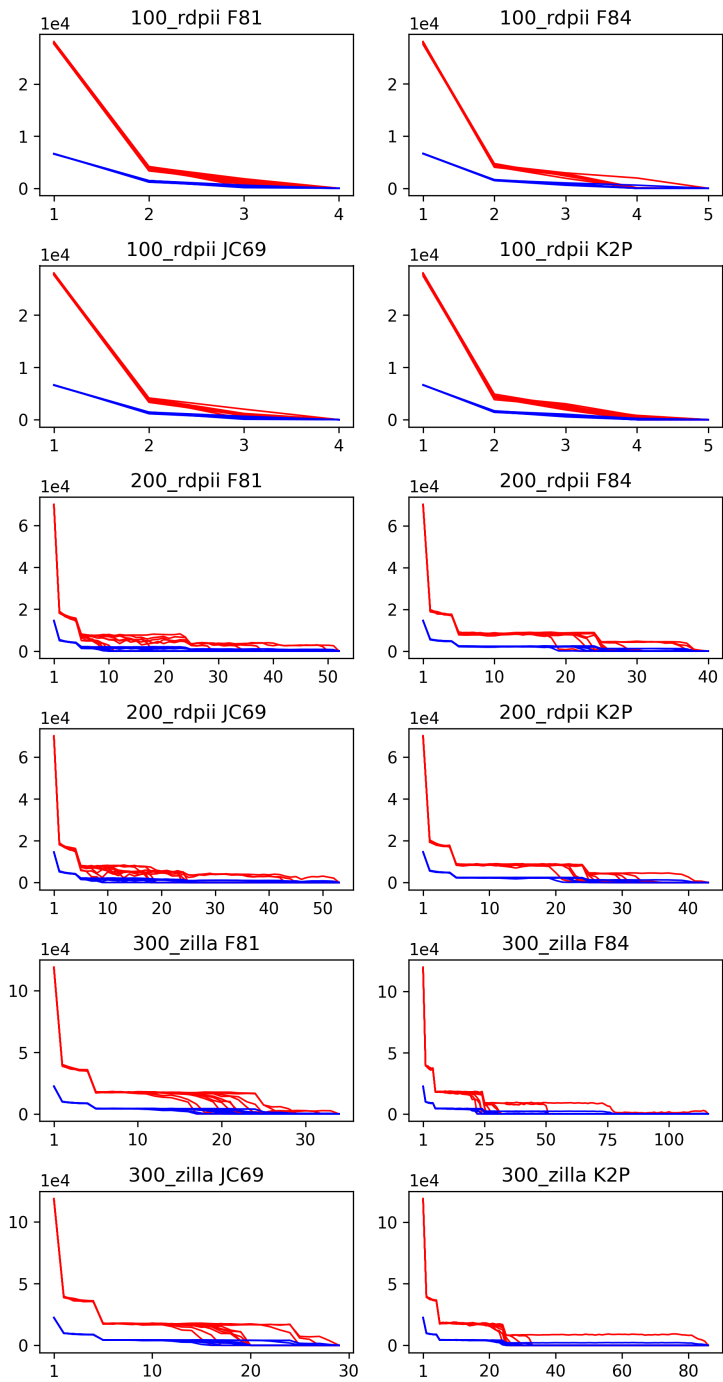 100_rdpii F81
1e4
2
1
0
1 2 3 4
100_rdpii F84
1e4
2
1
0
1 2 3 4 5
100_rdpii JC69
1e4
2
1
0
1 2 3 4
100_rdpii K2P
1e4
2
1
0
1 2 3 4 5
200_rdpii F81
1e4
6
4
2
0
1 10 20 30 40 50
200_rdpii F84
1e4
6
4
2
0
1 10 20 30 40
200_rdpii JC69
1e4
6
4
2
0
1 10 20 30 40 50
200_rdpii K2P
1e4
6
4
2
0
1 10 20 30 40
300_zilla F81
1e4
10
5
0
1 10 20 30
300_zilla F84
1e4
10
5
0
1 25 50 75 100
300_zilla JC69
1e4
10
5
0
1 10 20 30
300_zilla K2P
1e4
10
5
0
1 20 40 60 80